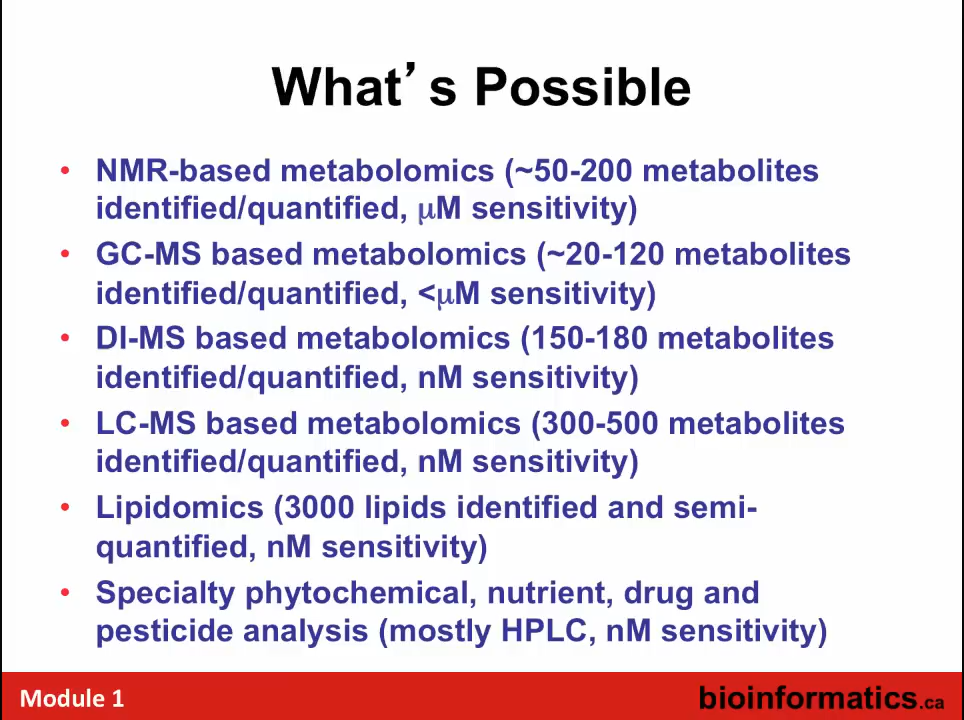 What’s Possible
• NMR-based metabolomics (~50-200 metabolites
identified/quantified, μM sensitivity)
• GC-MS based metabolomics (~20-120 metabolites
identified/quantified, <μM sensitivity)
• DI-MS based metabolomics (150-180 metabolites
identified/quantified, nM sensitivity)
• LC-MS based metabolomics (300-500 metabolites
identified/quantified, nM sensitivity)
• Lipidomics (3000 lipids identified and semi-
quantified, nM sensitivity)
• Specialty phytochemical, nutrient, drug and
pesticide analysis (mostly HPLC, nM sensitivity)
Module 1
bioinformatics.ca